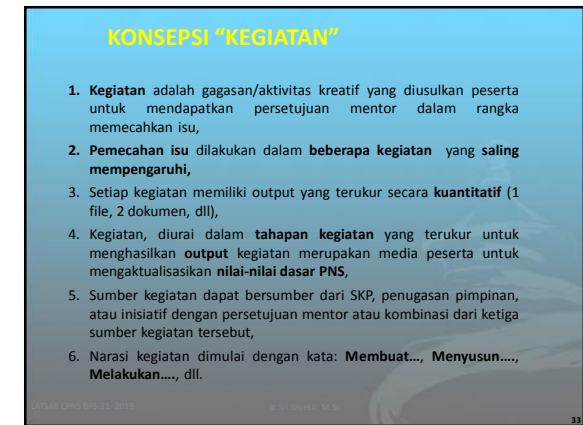 KONSEPSI “KEGIATAN”
1. Kegiatan adalah gagasan/aktivitas kreatif yang diusulkan peserta
untuk mendapatkan persetujuan mentor dalam rangka
memecahkan isu,
2. Pemecahan isu dilakukan dalam beberapa kegiatan yang saling
mempengaruhi,
3. Setiap kegiatan memiliki output yang terukur secara kuantitatif (1
file, 2 dokumen, dll),
4. Kegiatan, diurai dalam tahapan kegiatan yang terukur untuk
menghasilkan output kegiatan merupakan media peserta untuk
mengaktualisasikan nilai-nilai dasar PNS,
5. Sumber kegiatan dapat bersumber dari SKP, penugasan pimpinan,
atau inisiatif dengan persetujuan mentor atau kombinasi dari ketiga
sumber kegiatan tersebut,
6. Narasi kegiatan dimulai dengan kata: Membuat…, Menyusun….,
Melakukan…., dll.
LATSAR CPNS BPS
33